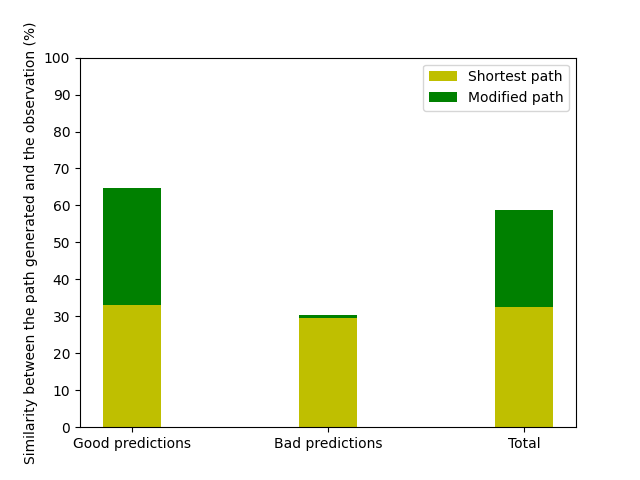 Similarity between the path generated and the observation (%)
100
90
80
70
60
50
40
30
20
10
0
Shortest path
Modified path
Good predictions
Bad predictions
Total